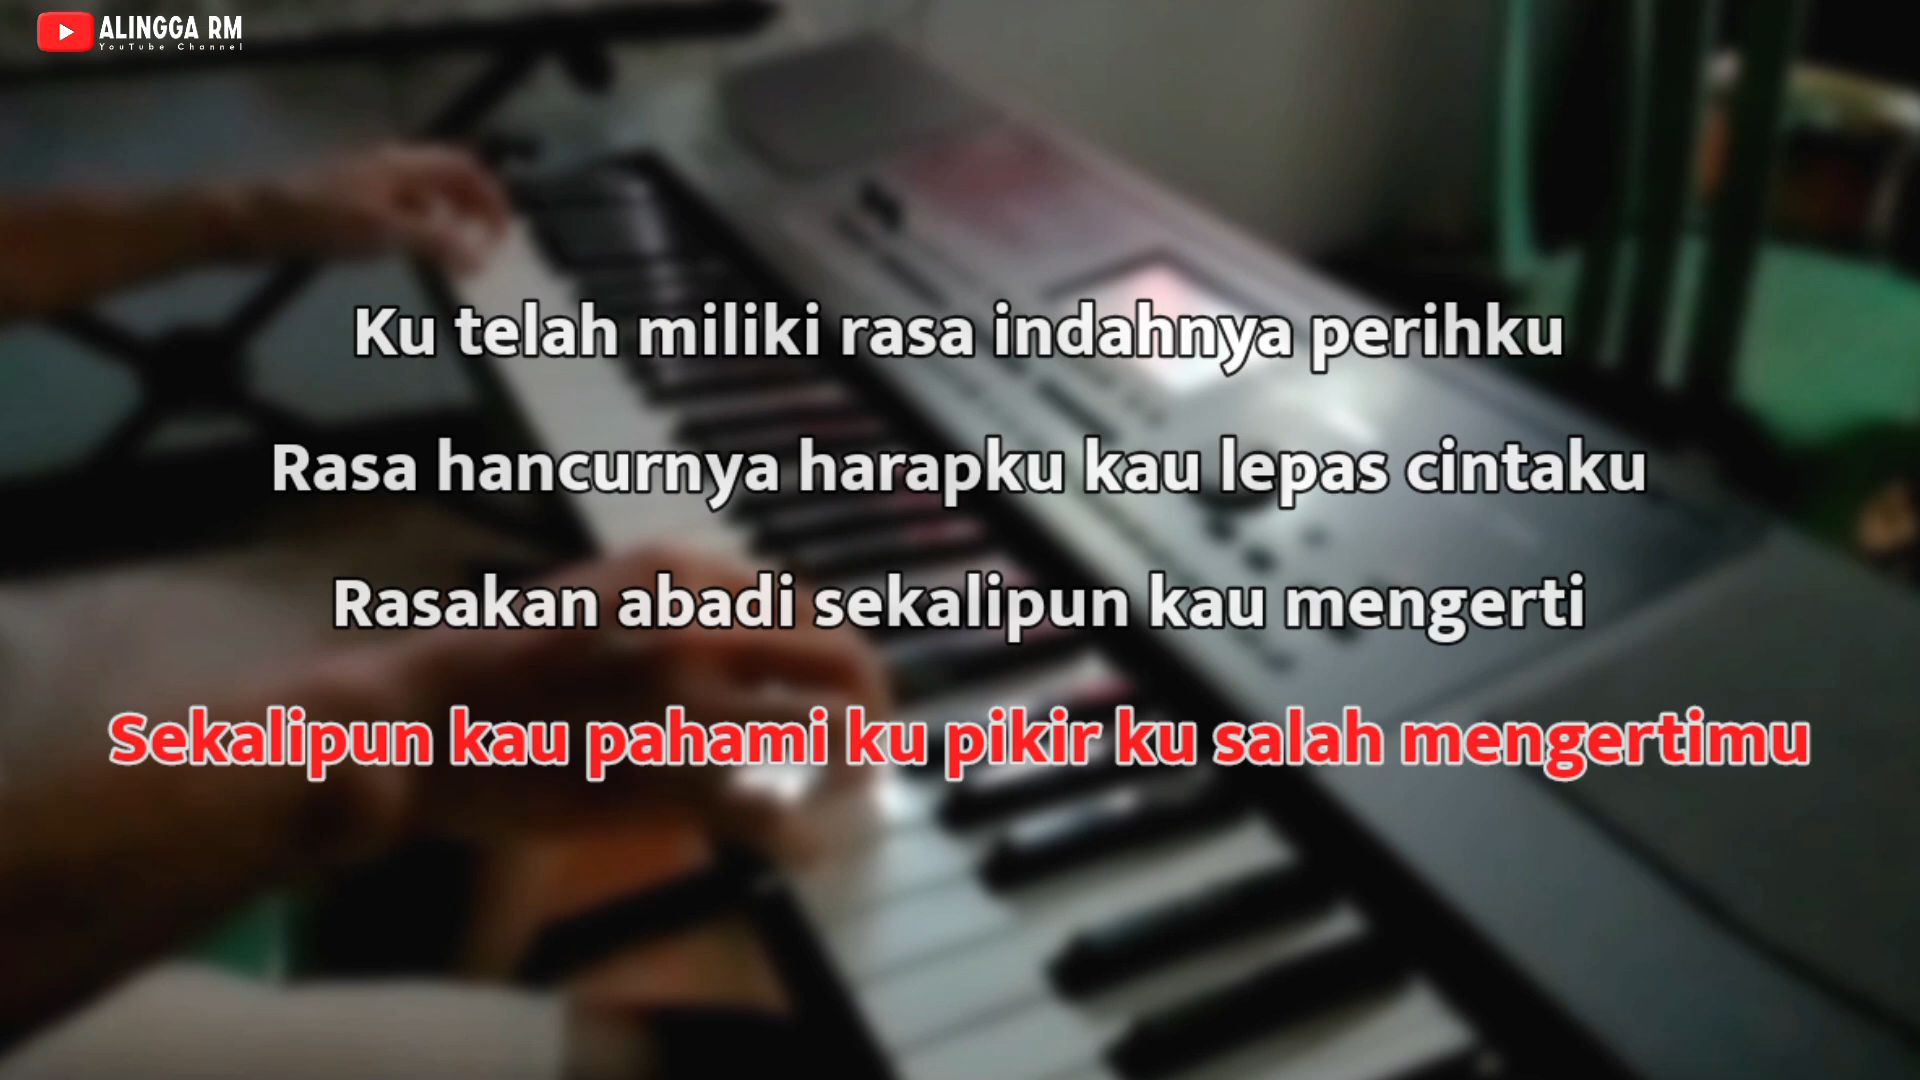 ALINGGA RM
YouTube Channel
Ku telah miliki rasa indahnya perihku
Rasa hancurnya harapku kau lepas cintaku
Rasakan abadi sekalipun kau mengerti
Sekalipun kau pahami ku pikir ku salah mengertimu